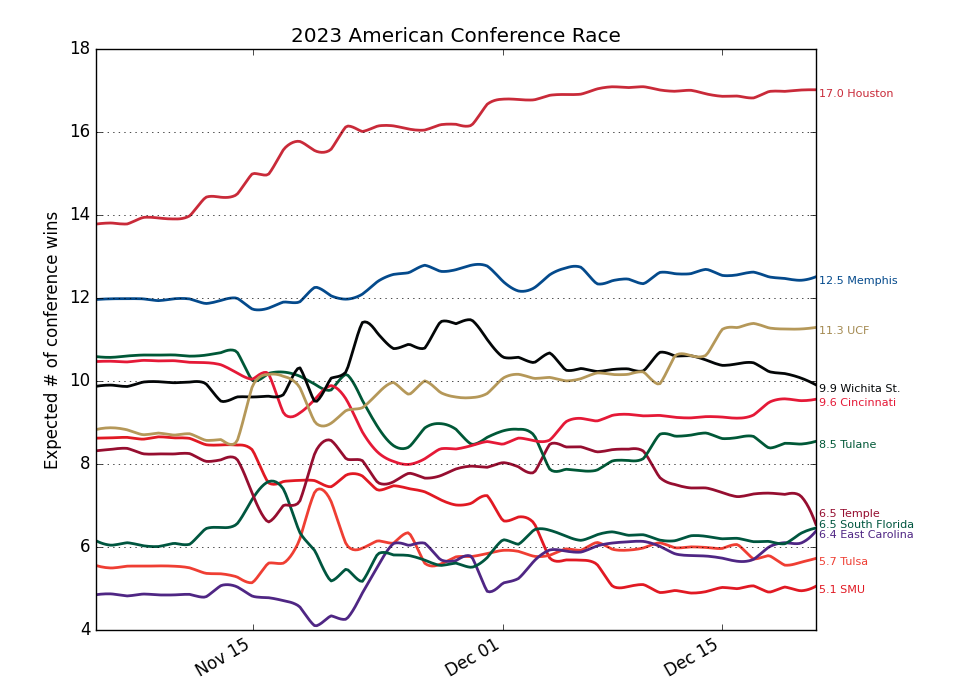 2023 American Conference Race
Expected # of conference wins
18
16
14
12
10
8
6
4
Nov 15
Dec 01
Dec 15
17.0 Houston
12.5 Memphis
11.3 UCF
9.9 Wichita St.
9.6 Cincinnati
8.5 Tulane
6.5 Temple
6.5 South Florida
6.4 East Carolina
5.7 Tulsa
5.1 SMU